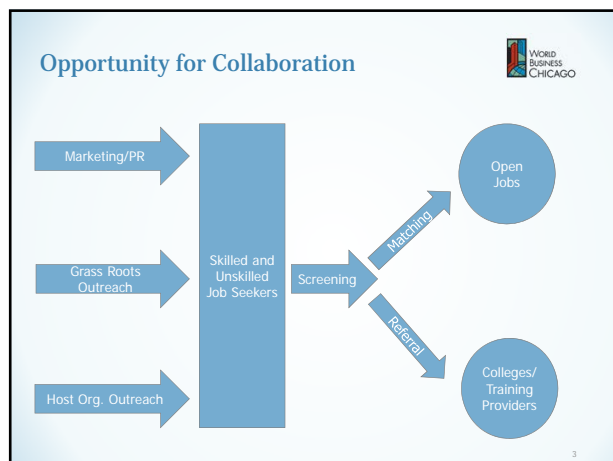 Opportunity for Collaboration
WORLD
BUSINESS
CHICAGO
Marketing/PR
Grass Roots
Outreach
Host Org. Outreach
Skilled and
Unskilled
Job Seekers
Screening
Matching
Referral
Open
Jobs
Colleges/
Training
Providers
3